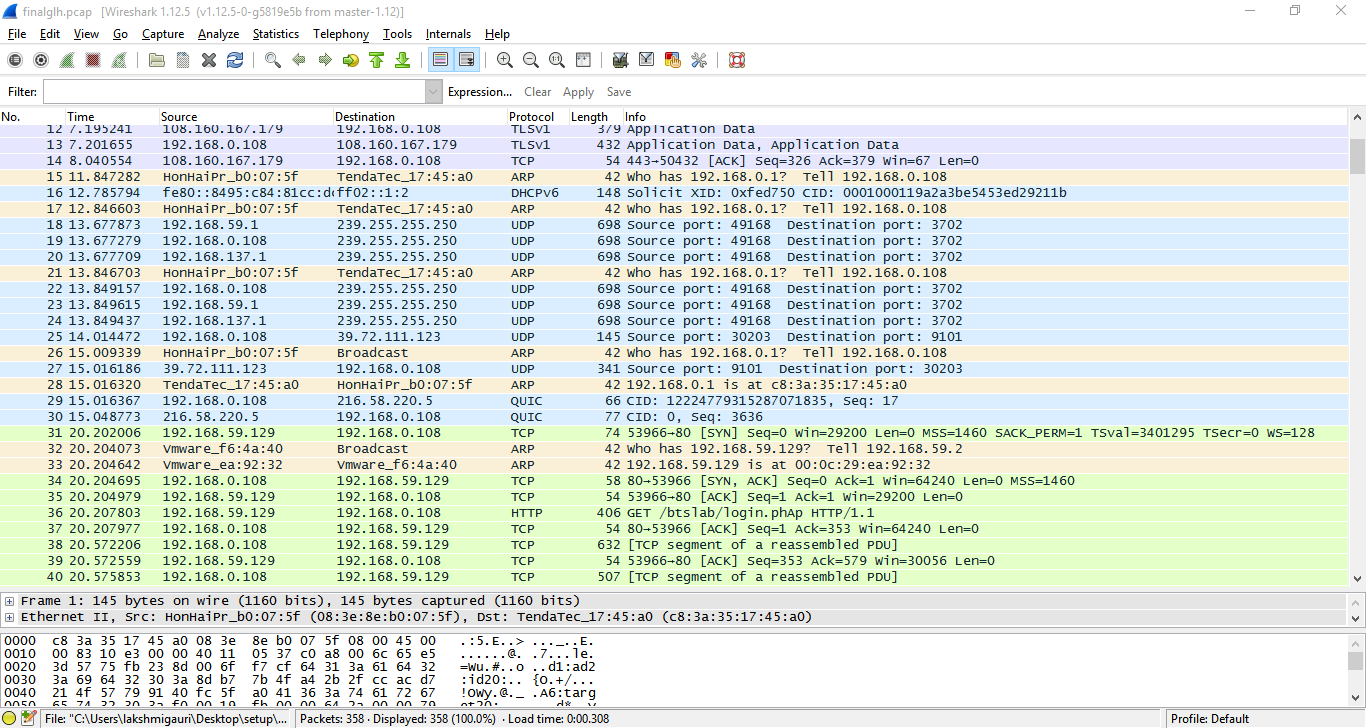 finalglh.pcap [Wireshark 1.12.5 (v1.12.5-0-g5819e5b from master-1.12)]
File Edit View Go Capture Analyze Statistics Telephony Tools Internals Help
Filter: Expression... Clear Apply Save
No. Time Source Destination Protocol Length Info
12 7.195241 108.160.167.179 192.168.0.108 TLSv1 379 Application Data
13 7.201655 192.168.0.108 108.160.167.179 TLSv1 432 Application Data, Application Data
14 8.040554 108.160.167.179 192.168.0.108 TCP 54 443→50432 [ACK] Seq=326 Ack=379 Win=67 Len=0
15 11.847282 HonHaiPr_b0:07:5f TendaTec_17:45:a0 ARP 42 Who has 192.168.0.1? Tell 192.168.0.108
16 12.785794 fe80::8495:c84:81cc:dc ff02::1:2 DHCPv6 148 Solicit XID: 0xfed750 CID: 0001000119a2a3be5453ed29211b
17 12.846603 HonHaiPr_b0:07:5f TendaTec_17:45:a0 ARP 42 Who has 192.168.0.1? Tell 192.168.0.108
18 13.677873 192.168.59.1 239.255.255.250 UDP 698 Source port: 49168 Destination port: 3702
19 13.677279 192.168.0.108 239.255.255.250 UDP 698 Source port: 49168 Destination port: 3702
20 13.677709 192.168.137.1 239.255.255.250 UDP 698 Source port: 49168 Destination port: 3702
21 13.846703 HonHaiPr_b0:07:5f TendaTec_17:45:a0 ARP 42 Who has 192.168.0.1? Tell 192.168.0.108
22 13.849157 192.168.0.108 239.255.255.250 UDP 698 Source port: 49168 Destination port: 3702
23 13.849615 192.168.59.1 239.255.255.250 UDP 698 Source port: 49168 Destination port: 3702
24 13.849437 192.168.137.1 239.255.255.250 UDP 698 Source port: 49168 Destination port: 3702
25 14.014472 192.168.0.108 39.72.111.123 UDP 145 Source port: 30203 Destination port: 9101
26 15.009339 HonHaiPr_b0:07:5f Broadcast ARP 42 Who has 192.168.0.1? Tell 192.168.0.108
27 15.016186 39.72.111.123 192.168.0.108 UDP 341 Source port: 9101 Destination port: 30203
28 15.016320 TendaTec_17:45:a0 HonHaiPr_b0:07:5f ARP 42 192.168.0.1 is at c8:3a:35:17:45:a0
29 15.016367 192.168.0.108 216.58.220.5 QUIC 66 CID: 12224779315287071835, Seq: 17
30 15.048773 216.58.220.5 192.168.0.108 QUIC 77 CID: 0, Seq: 3636
31 20.202006 192.168.59.129 192.168.0.108 TCP 74 53966→80 [SYN] Seq=0 Win=29200 Len=0 MSS=1460 SACK_PERM=1 TSval=3401295 TSecr=0 WS=128
32 20.204073 Vmware_f6:4a:40 Broadcast ARP 42 Who has 192.168.59.129? Tell 192.168.59.2
33 20.204642 Vmware_ea:92:32 Vmware_f6:4a:40 ARP 42 192.168.59.129 is at 00:0c:29:ea:92:32
34 20.204695 192.168.0.108 192.168.59.129 TCP 58 80→53966 [SYN, ACK] Seq=0 Ack=1 Win=64240 Len=0 MSS=1460
35 20.204979 192.168.59.129 192.168.0.108 TCP 54 53966→80 [ACK] Seq=1 Ack=1 Win=29200 Len=0
36 20.207803 192.168.59.129 192.168.0.108 HTTP 406 GET /btslab/login.phAp HTTP/1.1
37 20.207977 192.168.0.108 192.168.59.129 TCP 54 80→53966 [ACK] Seq=1 Ack=353 Win=64240 Len=0
38 20.572206 192.168.0.108 192.168.59.129 TCP 632 [TCP segment of a reassembled PDU]
39 20.572559 192.168.59.129 192.168.0.108 TCP 54 53966→80 [ACK] Seq=353 Ack=579 Win=30056 Len=0
40 20.575853 192.168.0.108 192.168.59.129 TCP 507 [TCP segment of a reassembled PDU]
Frame 1: 145 bytes on wire (1160 bits), 145 bytes captured (1160 bits)
Ethernet II, Src: HonHaiPr_b0:07:5f (08:3e:8e:b0:07:5f), Dst: TendaTec_17:45:a0 (c8:3a:35:17:45:a0)
0000 c8 3a 35 17 45 a0 08 3e 8e b0 07 5f 08 00 45 00 .:5.E..> ..._..E.
0010 00 83 10 e3 00 00 40 11 05 37 c0 a8 00 6c 65 e5 ......@. .7...le.
0020 3d 57 75 fb 23 8d 00 6f f7 cf 64 31 3a 61 64 32 =Wu.#..o ..d1:ad2
0030 3a 69 64 32 30 3a 8d b7 7b 4f a4 2b 2f cc ac d7 :id20:.. {O.+/...
0040 21 4f 57 79 91 40 fc 5f a0 41 36 3a 74 61 72 67 !OWy.@._ .A6:targ
File: "C:\Users\lakshmigauri\Desktop\setup\... Packets: 358 · Displayed: 358 (100.0%) · Load time: 0:00.308 Profile: Default